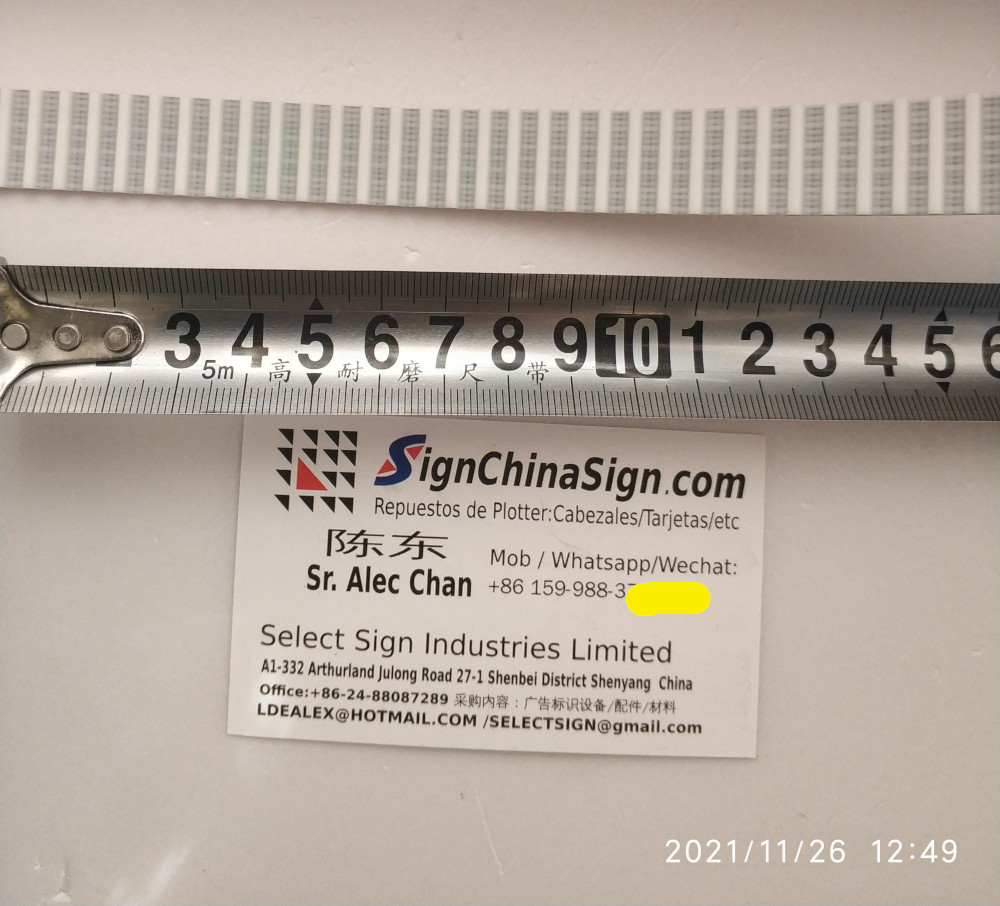 3 4 5 6 7 8 9 10 1 2 3 4 5 6
5m 高耐磨尺带
SignChinaSign.com
Repuestos de Plotter:Cabezales/Tarjetas/etc
陈东
Sr. Alec Chan
Mob / Whatsapp/Wechat:
+86 159-988-3
Select Sign Industries Limited
A1-332 Arthurland Julong Road 27-1 Shenbei District Shenyang China
Office:+86-24-88087289 采购内容：广告标识设备/配件/材料
LDEALEX@HOTMAIL.COM /SELECTSIGN@gmail.com
2021/11/26 12:49